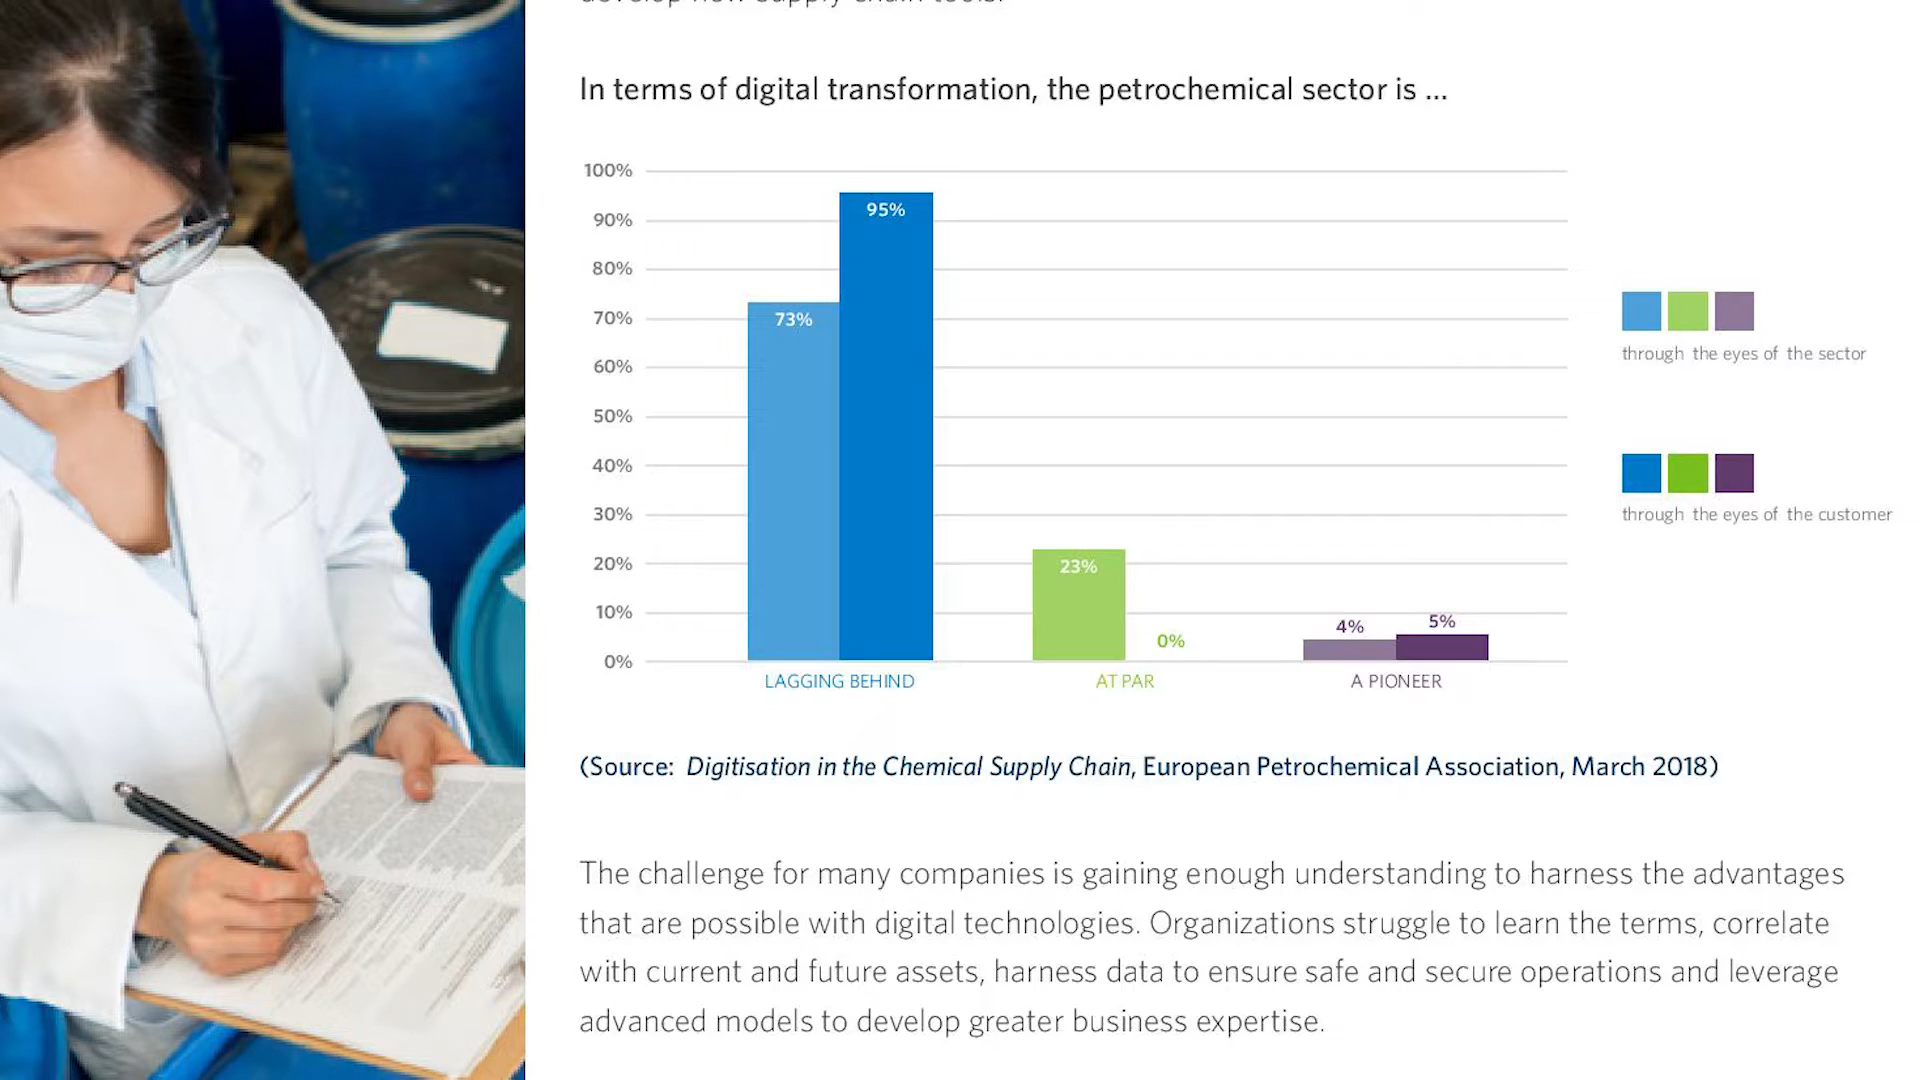 develop new supply chain tools.
In terms of digital transformation, the petrochemical sector is ...
100%
90%
80%
70%
60%
50%
40%
30%
20%
10%
0%
73%
95%
23%
0%
4%
5%
LAGGING BEHIND
AT PAR
A PIONEER
through the eyes of the sector
through the eyes of the customer
(Source: Digitisation in the Chemical Supply Chain, European Petrochemical Association, March 2018)
The challenge for many companies is gaining enough understanding to harness the advantages
that are possible with digital technologies. Organizations struggle to learn the terms, correlate
with current and future assets, harness data to ensure safe and secure operations and leverage
advanced models to develop greater business expertise.